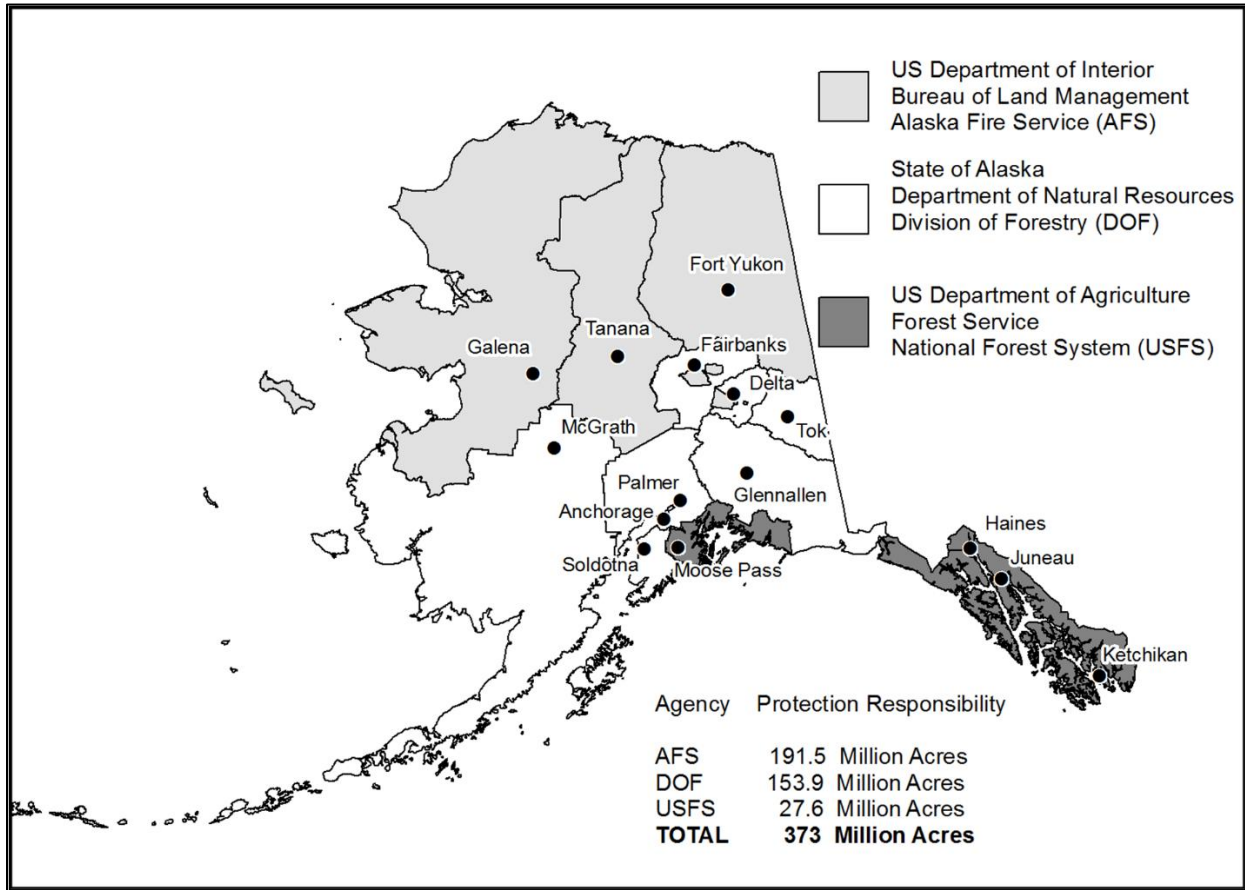 US Department of Interior
Bureau of Land Management
Alaska Fire Service (AFS)
State of Alaska
Department of Natural Resources
Division of Forestry (DOF)
US Department of Agriculture
Forest Service
National Forest System (USFS)
Fort Yukon
Tanana
Fairbanks
Galena
Delta
McGrath
Tok
Palmer
Glennallen
Anchorage
Soldotna
Moose Pass
Haines
Juneau
Ketchikan
Agency Protection Responsibility
AFS 191.5 Million Acres
DOF 153.9 Million Acres
USFS 27.6 Million Acres
TOTAL 373 Million Acres